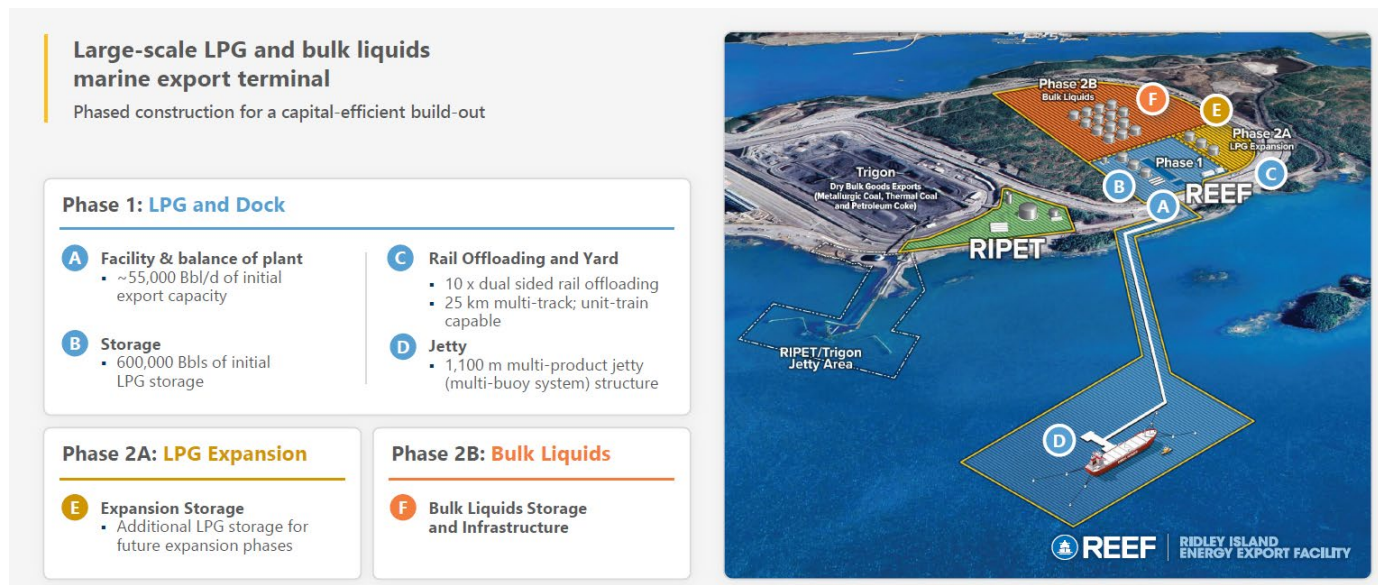 Large-scale LPG and bulk liquids
marine export terminal
Phased construction for a capital-efficient build-out
Phase 1: LPG and Dock
A
Facility & balance of plant
▪ ~55,000 Bbl/d of initial
export capacity
B
Storage
▪ 600,000 Bbls of initial
LPG storage
C
Rail Offloading and Yard
▪ 10 x dual sided rail offloading
▪ 25 km multi-track; unit-train
capable
D
Jetty
▪ 1,100 m multi-product jetty
(multi-buoy system) structure
Phase 2A: LPG Expansion
E
Expansion Storage
▪ Additional LPG storage for
future expansion phases
Phase 2B: Bulk Liquids
F
Bulk Liquids Storage
and Infrastructure
Phase 2B
Bulk Liquids
F
E
Phase 2A
LPG Expansion
Phase 1
Trigon
Dry Bulk Goods Exports
(Metallurgic Coal, Thermal Coal
and Petroleum Coke)
B
C
A
REEF
RIPET
RIPET/Trigon
Jetty Area
D
REEF
RIDLEY ISLAND
ENERGY EXPORT FACILITY